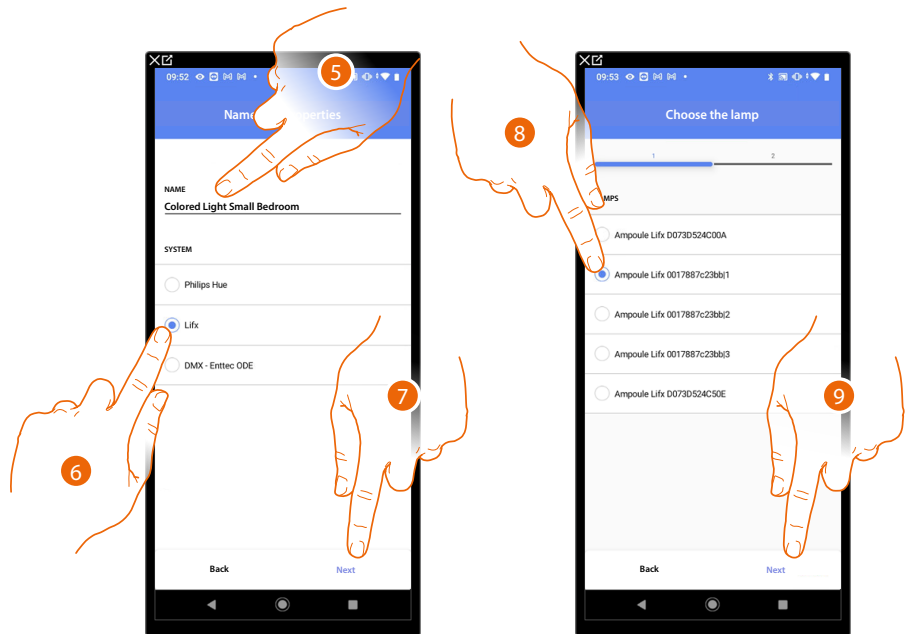 5
09:52
Name
perties
NAME
Colored Light Small Bedroom
SYSTEM
Philips Hue
Lifx
DMX - Enttec ODE
7
6
Back
Next
8
09:53
Choose the lamp
1
2
MPS
Ampoule Lifx D073D524C00A
Ampoule Lifx 0017887c23bb|1
Ampoule Lifx 0017887c23bb|2
Ampoule Lifx 0017887c23bb|3
Ampoule Lifx D073D524C50E
9
Back
Next